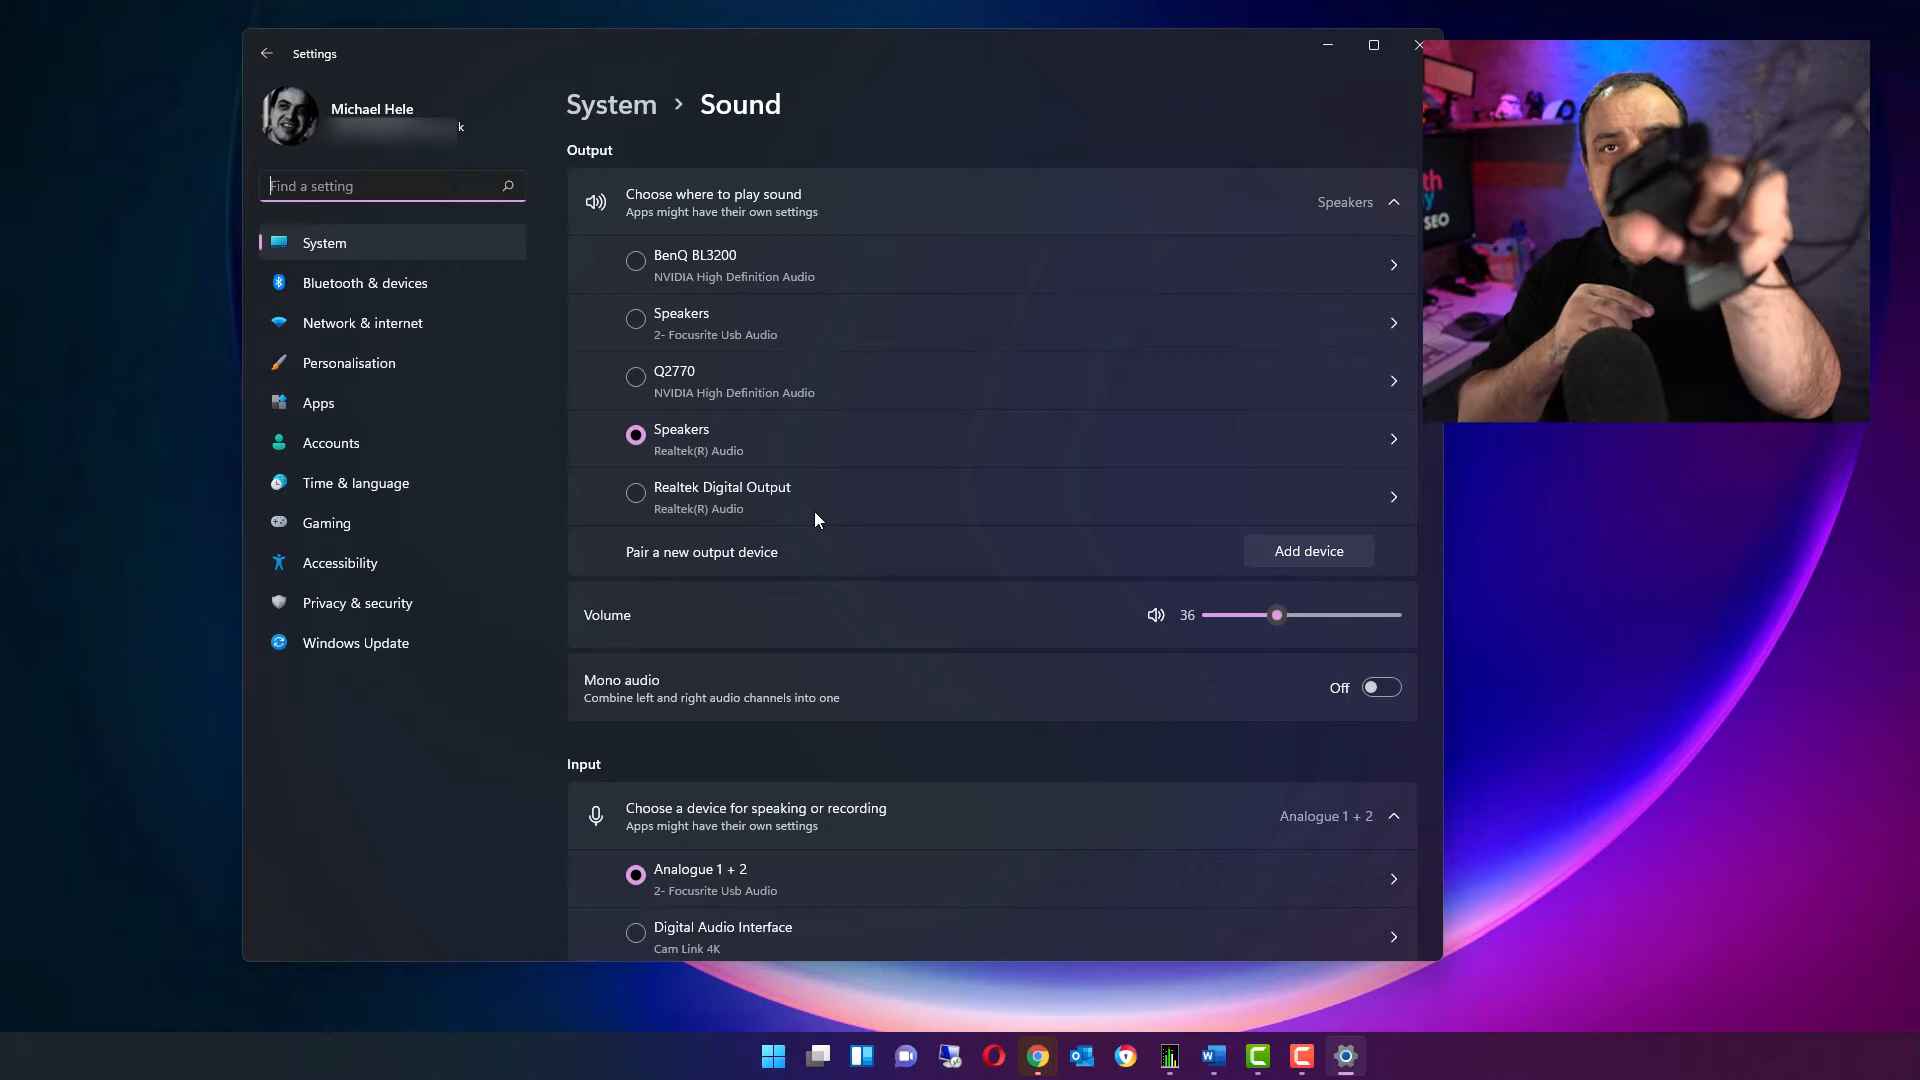 Settings
Michael Hele
k
Find a setting
System
Bluetooth & devices
Network & internet
Personalisation
Apps
Accounts
Time & language
Gaming
Accessibility
Privacy & security
Windows Update
System > Sound
Output
Choose where to play sound
Apps might have their own settings
Speakers
BenQ BL3200
NVIDIA High Definition Audio
Speakers
2- Focusrite Usb Audio
Q2770
NVIDIA High Definition Audio
Speakers
Realtek(R) Audio
Realtek Digital Output
Realtek(R) Audio
Pair a new output device
Add device
Volume
36
Mono audio
Combine left and right audio channels into one
Off
Input
Choose a device for speaking or recording
Apps might have their own settings
Analogue 1 + 2
Analogue 1 + 2
2- Focusrite Usb Audio
Digital Audio Interface
Cam Link 4K
SEO